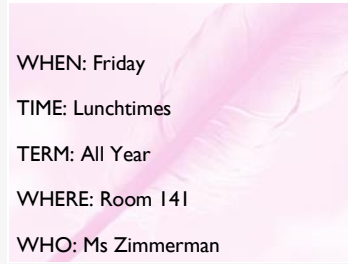 WHEN: Friday
TIME: Lunchtimes
TERM: All Year
WHERE: Room 141
WHO: Ms Zimmerman